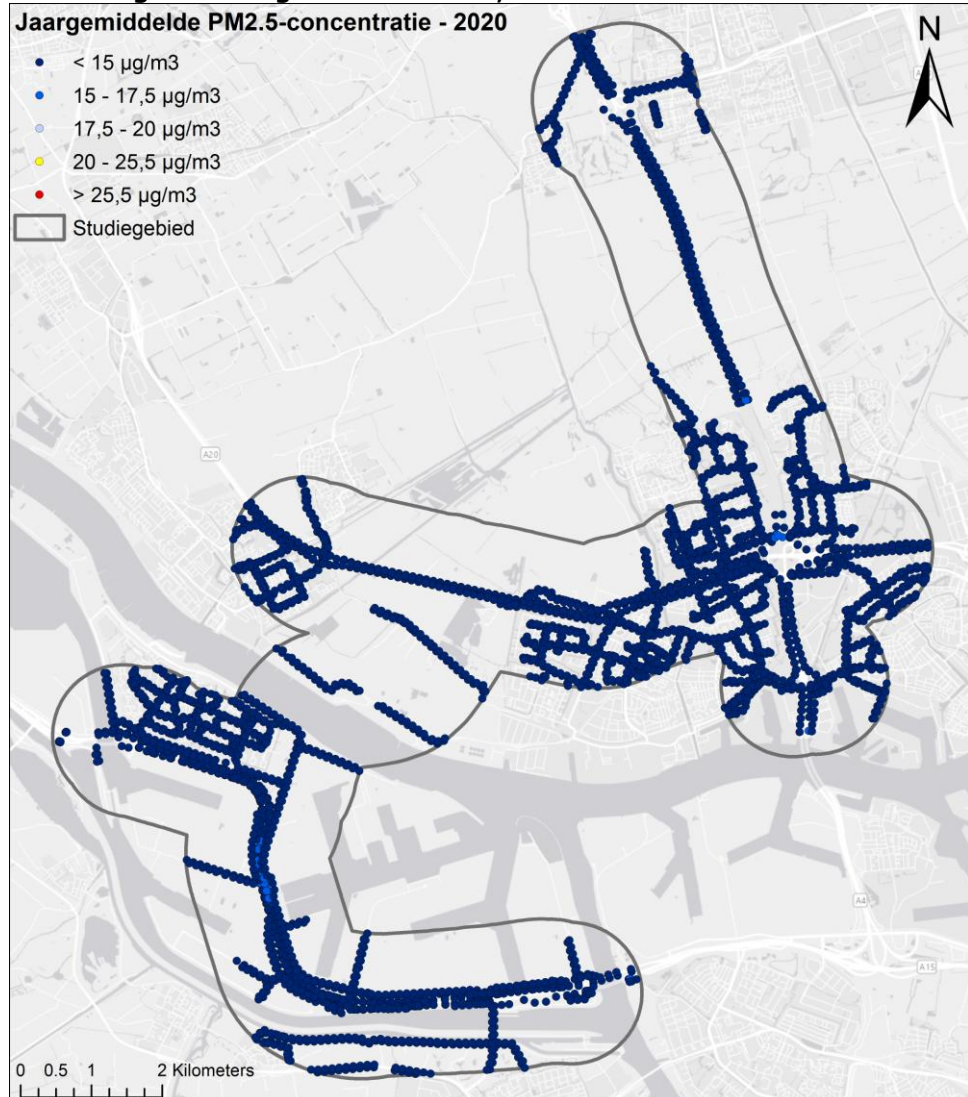 Jaargemiddelde PM2.5-concentratie - 2020
< 15 µg/m3
15 - 17,5 µg/m3
17,5 - 20 µg/m3
20 - 25,5 µg/m3
> 25,5 µg/m3
Studiegebied
N
A20
A4
A15
0 0.5 1 2 Kilometers